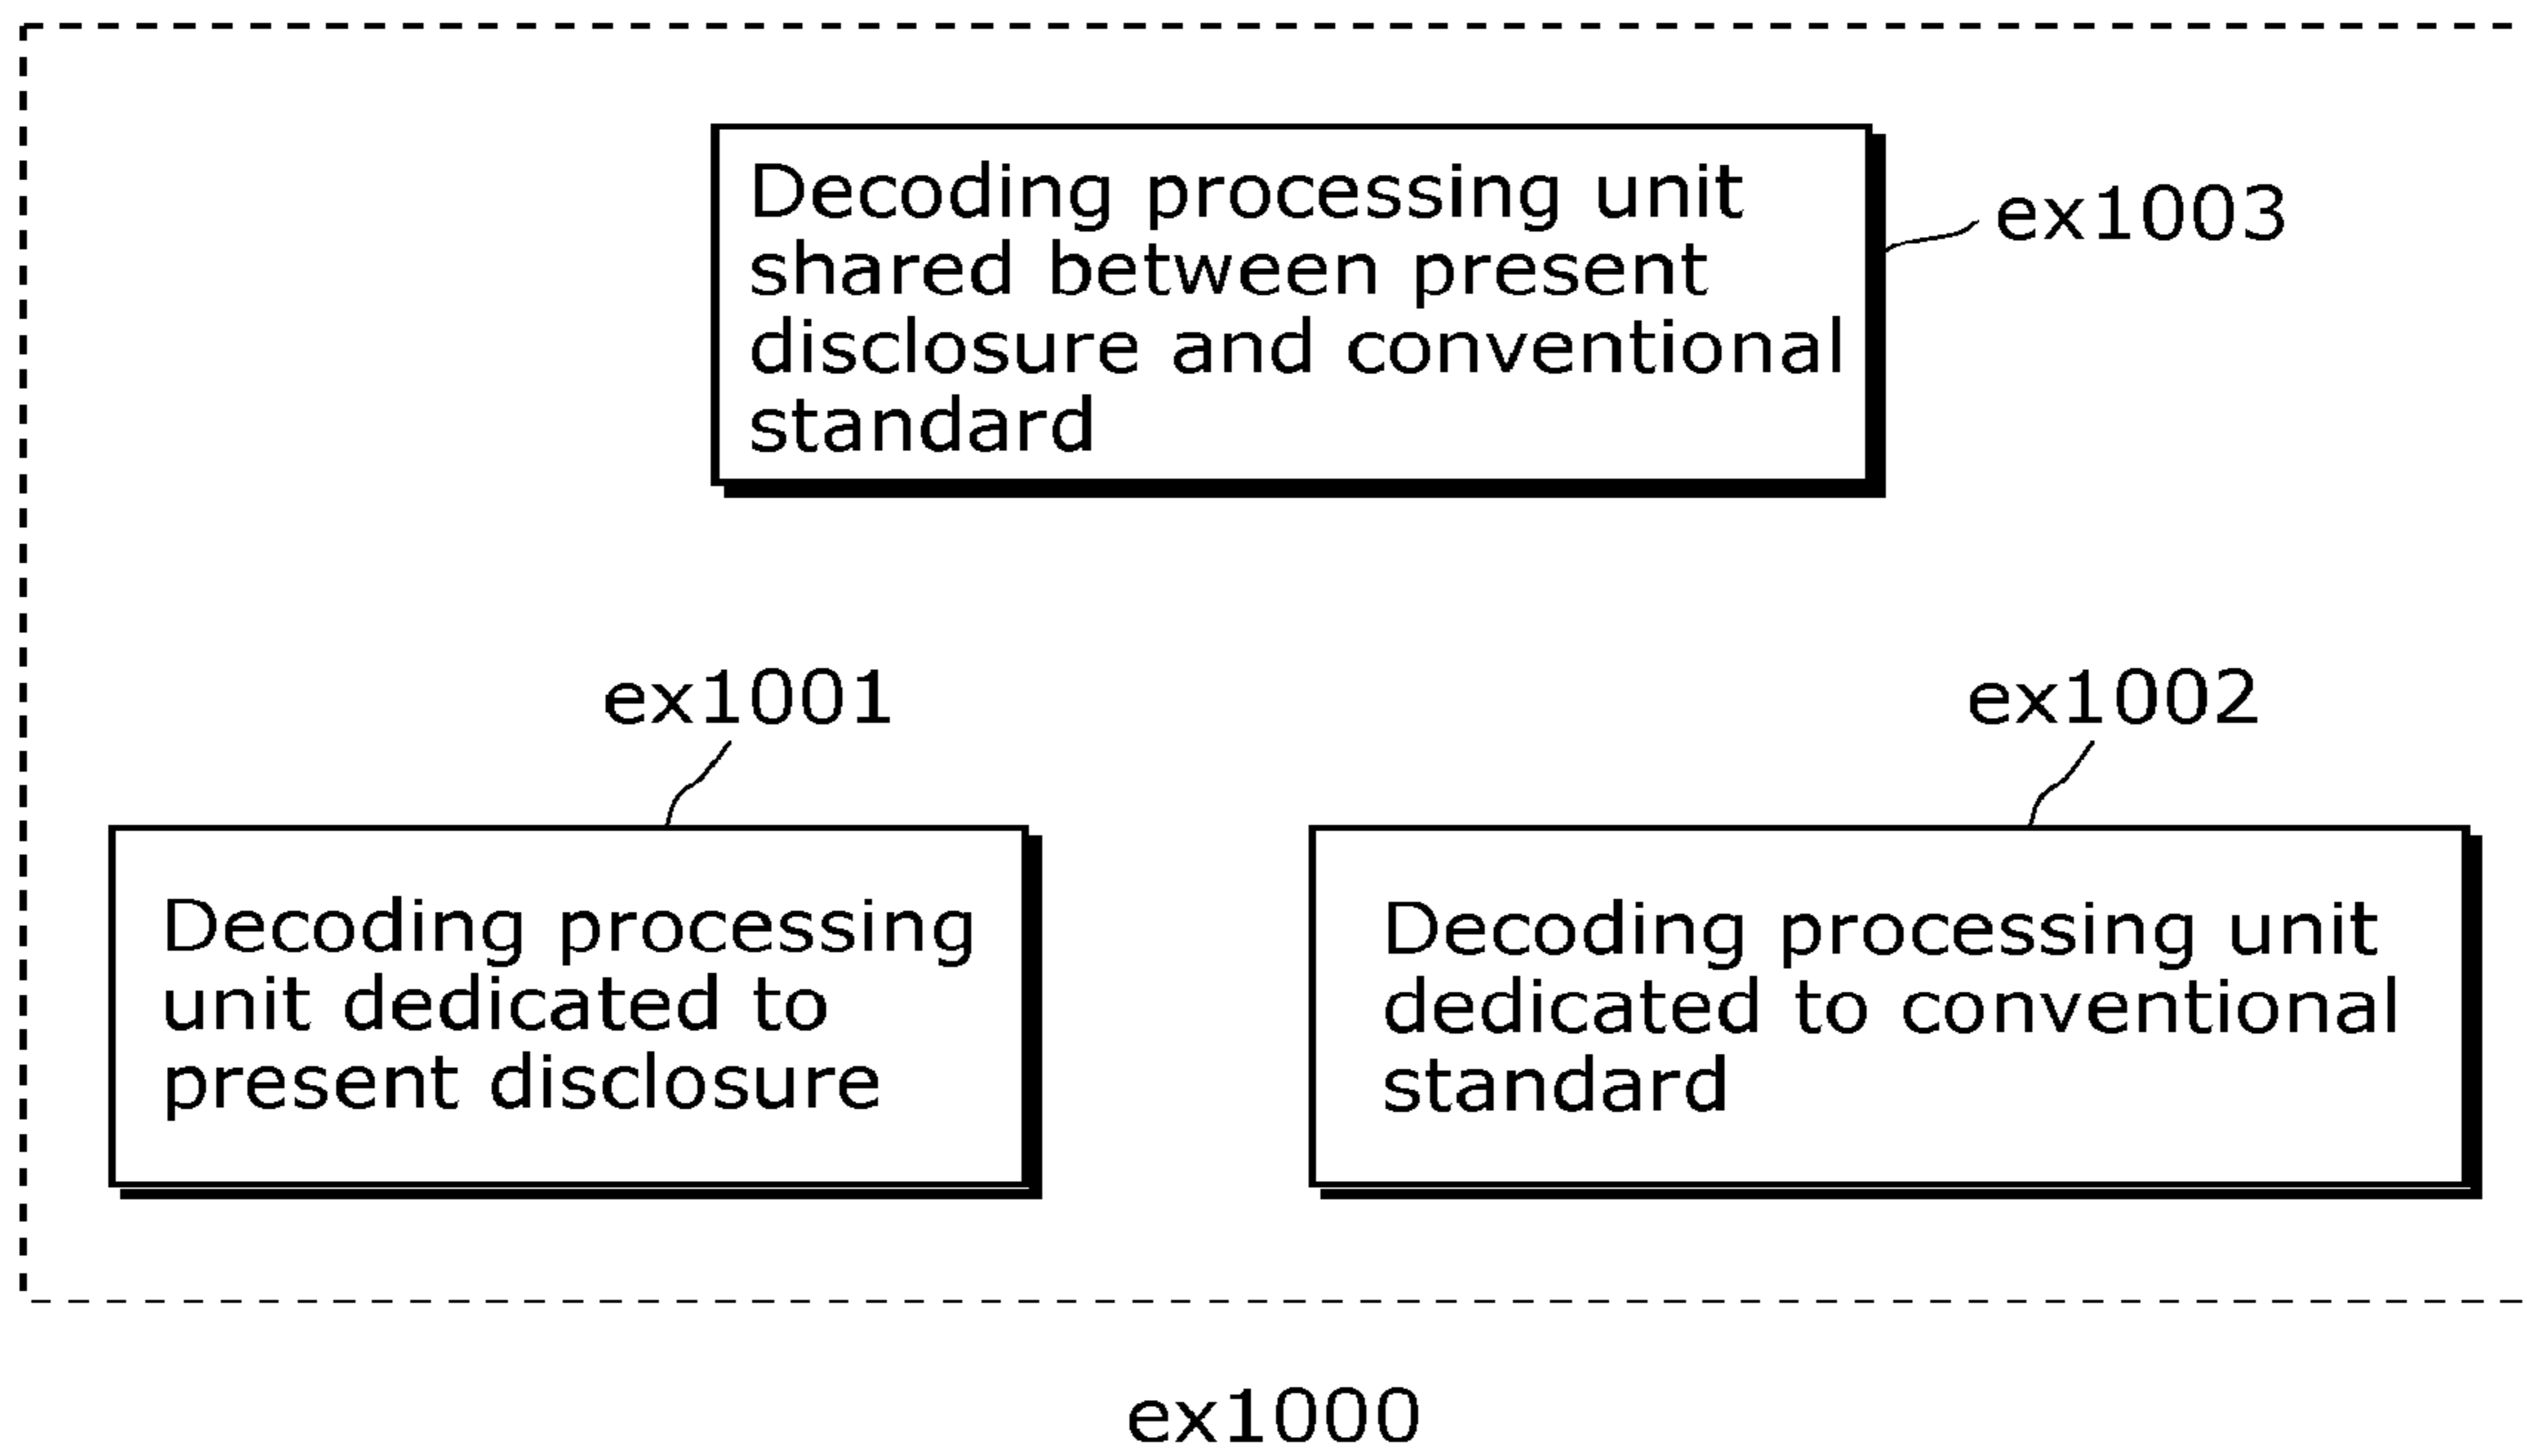 Decoding processing unit
shared between present
disclosure and conventional
standard
ex1003
ex1001
ex1002
Decoding processing
unit dedicated to
present disclosure
Decoding processing unit
dedicated to conventional
standard
ex1000